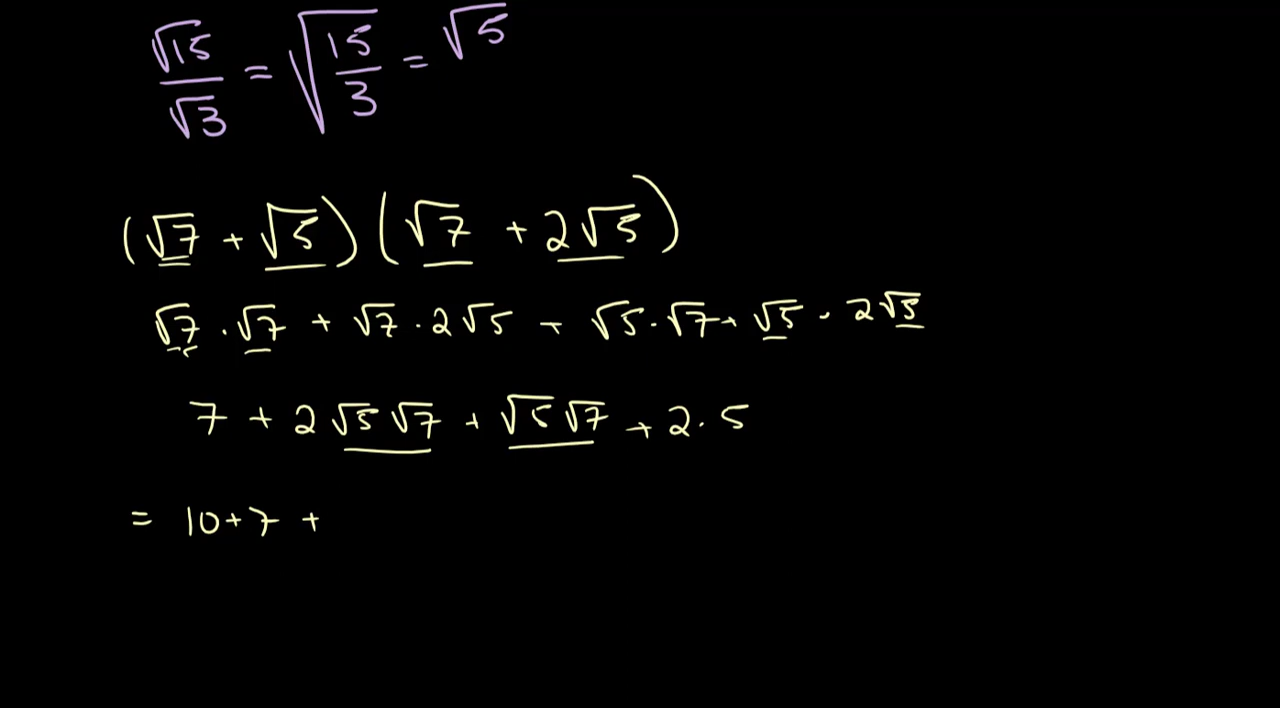 √15/√3 = √(15/3) = √5
(√7 + √5)(√7 + 2√5)
√7 · √7 + √7 · 2√5 + √5 · √7 + √5 · 2√5
7 + 2√5√7 + √5√7 + 2·5
= 10+7 +